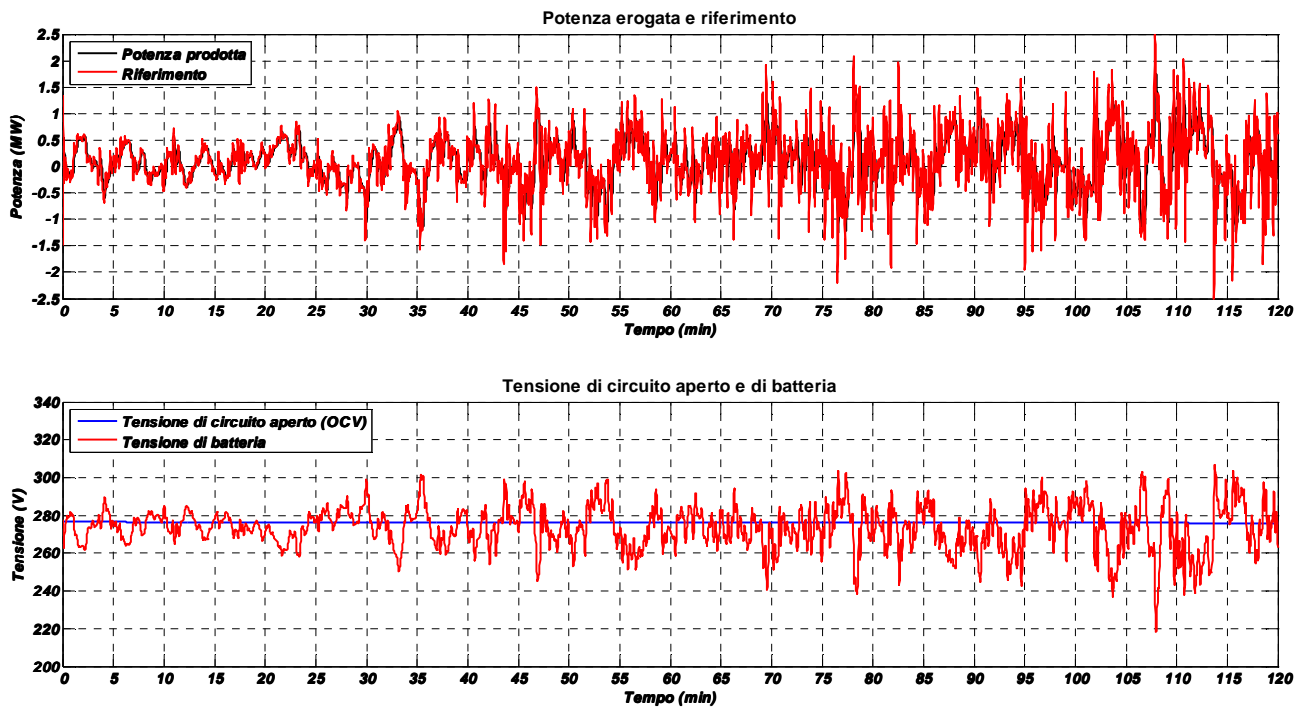 Potenza erogata e riferimento
Potenza prodotta
Riferimento
Potenza (MW)
2.5
2
1.5
1
0.5
0
-0.5
-1
-1.5
-2
-2.5
0 5 10 15 20 25 30 35 40 45 50 55 60 65 70 75 80 85 90 95 100 105 110 115 120
Tempo (min)
Tensione di circuito aperto e di batteria
Tensione di circuito aperto (OCV)
Tensione di batteria
Tensione (V)
340
320
300
280
260
240
220
200
0 5 10 15 20 25 30 35 40 45 50 55 60 65 70 75 80 85 90 95 100 105 110 115 120
Tempo (min)